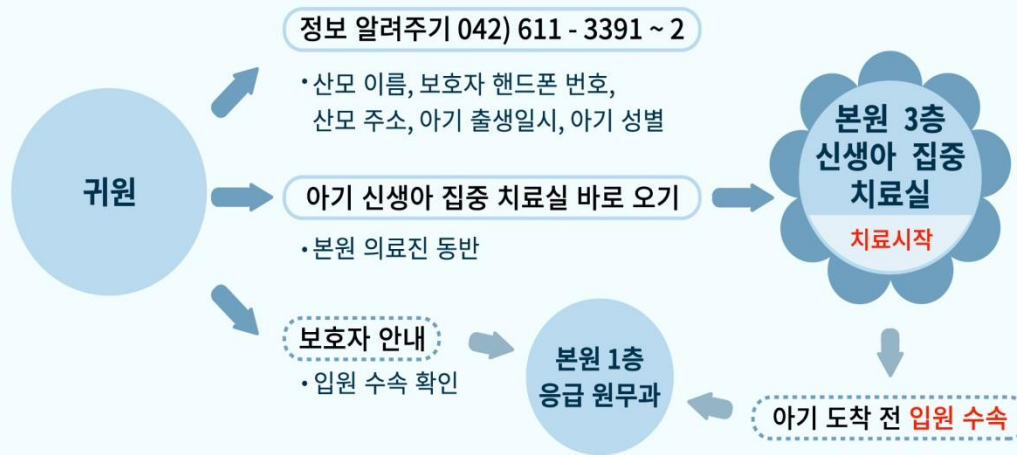 정보 알려주기 042) 611 - 3391 ~ 2
• 산모 이름, 보호자 핸드폰 번호,
산모 주소, 아기 출생일시, 아기 성별
귀원
아기 신생아 집중 치료실 바로 오기
• 본원 의료진 동반
본원 3층
신생아 집중
치료실
치료시작
보호자 안내
• 입원 수속 확인
본원 1층
응급 원무과
아기 도착 전 입원 수속